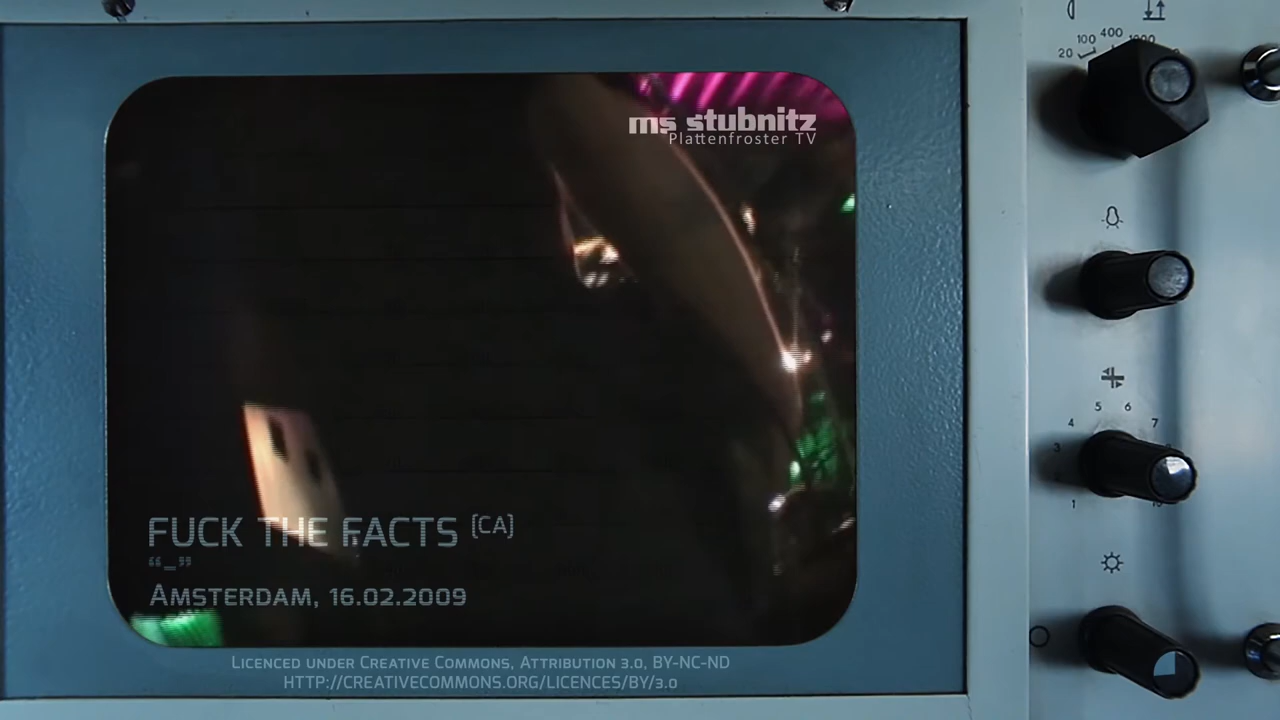 20 100 400 1000
ms stubnitz
Plattenfroster TV
5 6
4 7
3
1 10
FUCK THE FACTS [CA]
“_”
AMSTERDAM, 16.02.2009
LICENCED UNDER CREATIVE COMMONS, ATTRIBUTION 3.0, BY-NC-ND
HTTP://CREATIVECOMMONS.ORG/LICENCES/BY/3.0